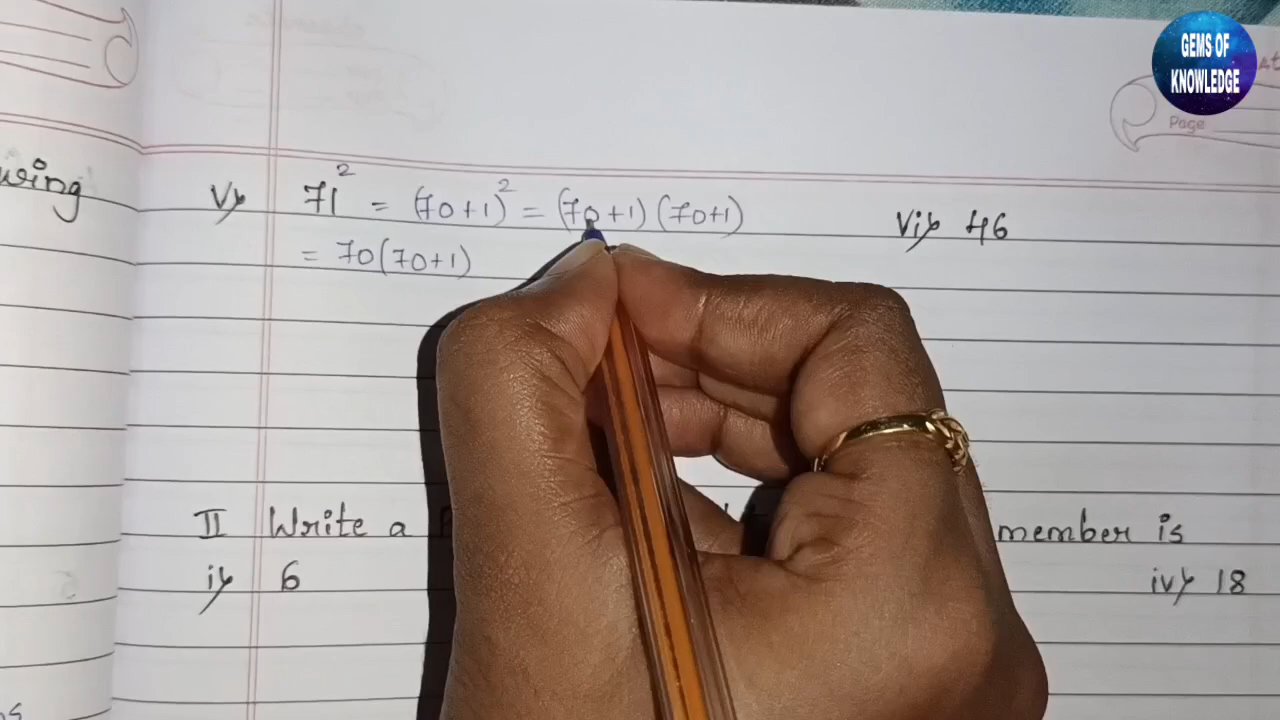 GEMS OF
KNOWLEDGE
Page
V) 71² = (70+1)² = (70+1)(70+1)
= 70(70+1)
Vi) 46
II Write a member is
i) 6 iv) 18